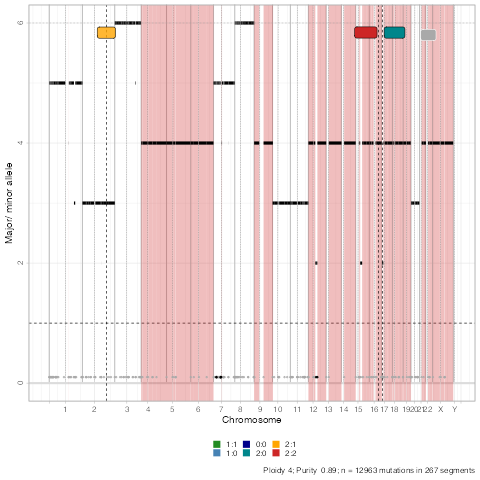 Major/ minor allele
6
4
2
0
1 2 3 4 5 6 7 8 9 10 11 12 13 14 15 16 17 18 19 20 21 22 X Y
Chromosome
1:1 0:0 2:1
1:0 2:0 2:2
Ploidy 4; Purity 0.89; n = 12963 mutations in 267 segments